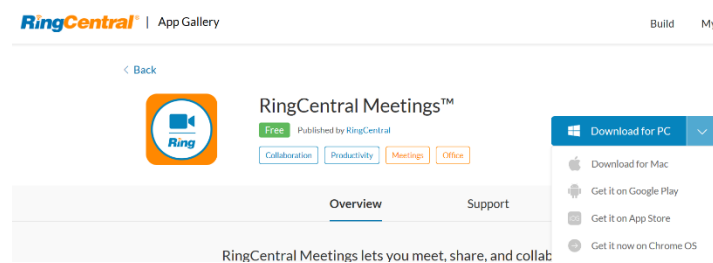 RingCentral® | App Gallery
Build
My
< Back
Ring
RingCentral Meetings™
Free Published by RingCentral
Collaboration Productivity Meetings Office
Download for PC
Download for Mac
Get it on Google Play
iOS Get it on App Store
Get it now on Chrome OS
Overview Support
RingCentral Meetings lets you meet, share, and collab